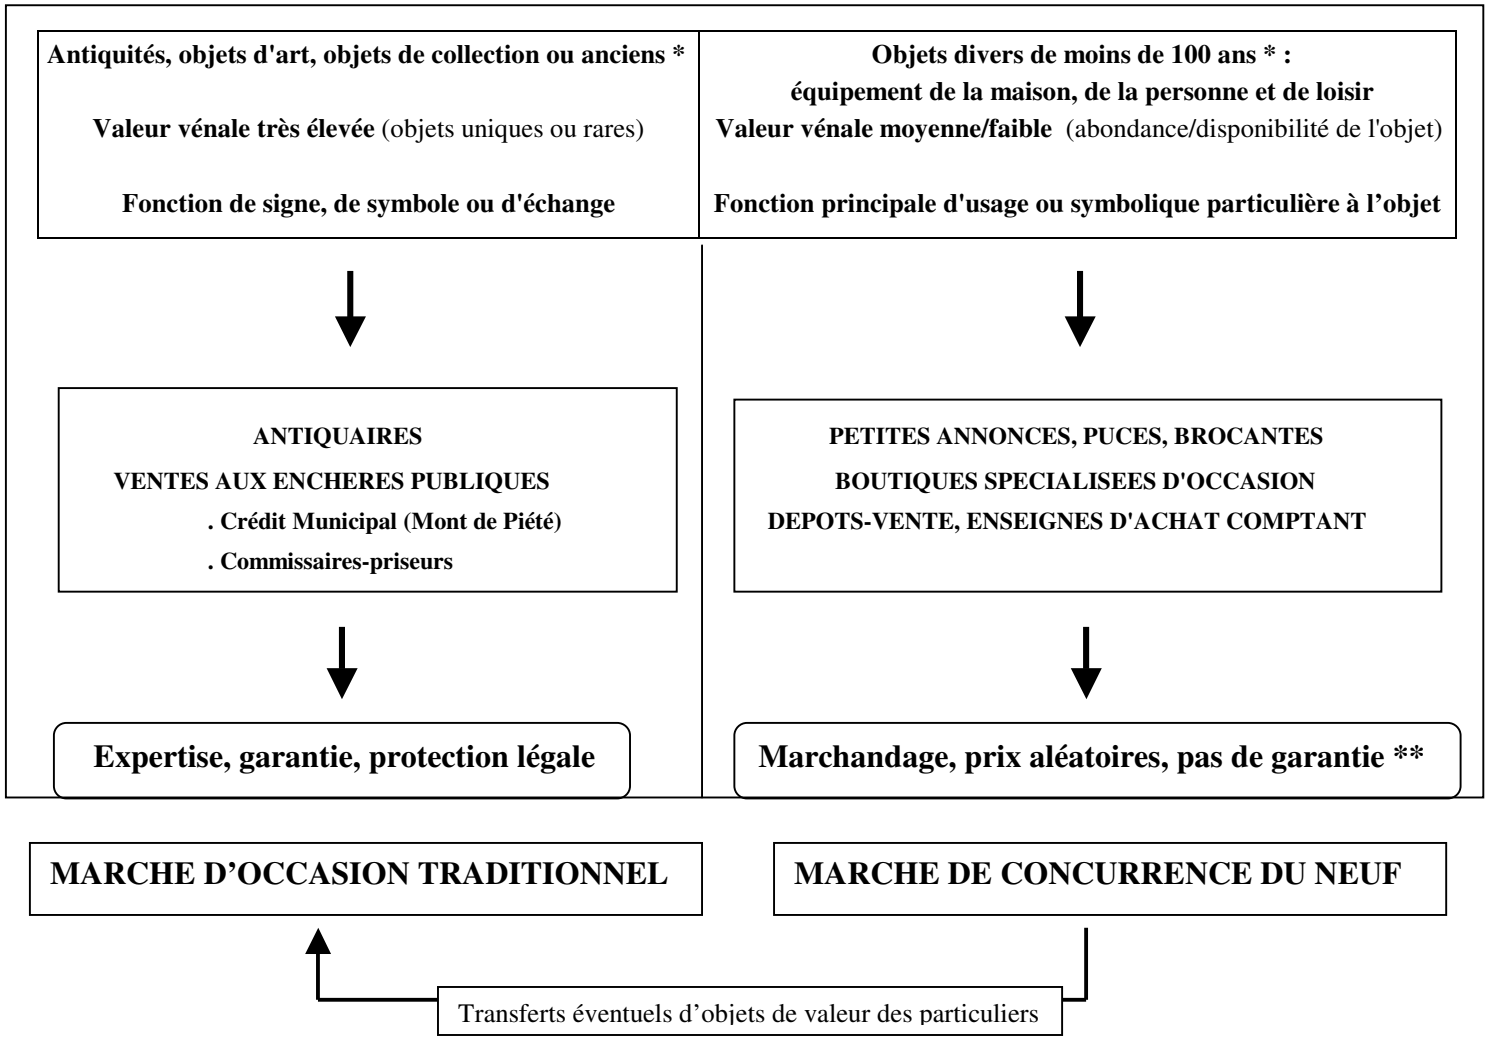 Antiquités, objets d'art, objets de collection ou anciens *
Valeur vénale très élevée (objets uniques ou rares)
Fonction de signe, de symbole ou d'échange
Objets divers de moins de 100 ans * :
équipement de la maison, de la personne et de loisir
Valeur vénale moyenne/faible (abondance/disponibilité de l'objet)
Fonction principale d'usage ou symbolique particulière à l’objet
ANTIQUAIRES
VENTES AUX ENCHERES PUBLIQUES
. Crédit Municipal (Mont de Piété)
. Commissaires-priseurs
PETITES ANNONCES, PUCES, BROCANTES
BOUTIQUES SPECIALISEES D'OCCASION
DEPOTS-VENTE, ENSEIGNES D'ACHAT COMPTANT
Expertise, garantie, protection légale
Marchandage, prix aléatoires, pas de garantie **
MARCHE D’OCCASION TRADITIONNEL
MARCHE DE CONCURRENCE DU NEUF
Transferts éventuels d’objets de valeur des particuliers